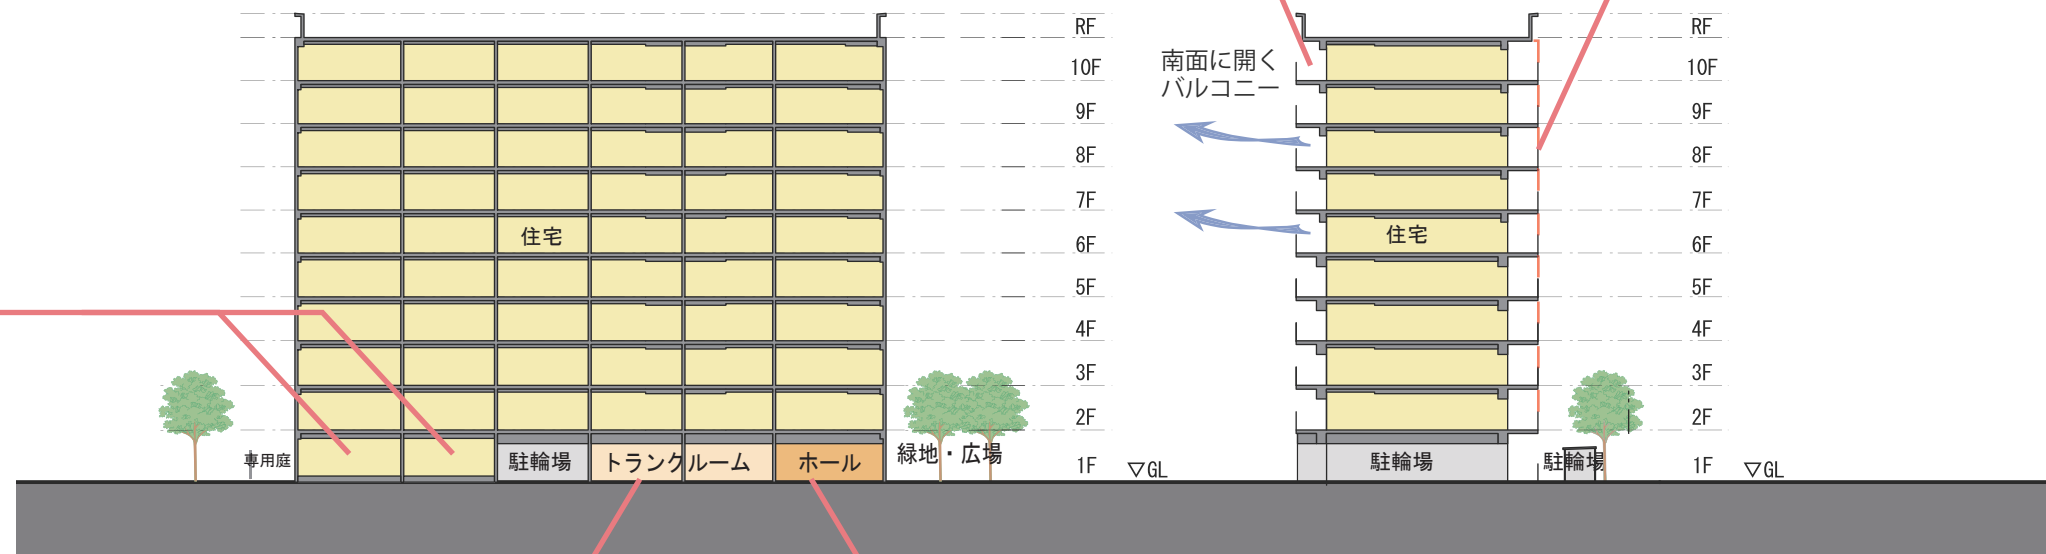 RF
10F
9F
8F
7F
6F
5F
4F
3F
2F
1F
▽GL
住宅
専用庭
駐輪場
トランクルーム
ホール
緑地・広場
南面に開く
バルコニー
RF
10F
9F
8F
7F
6F
5F
4F
3F
2F
1F
▽GL
住宅
駐輪場
駐輪場